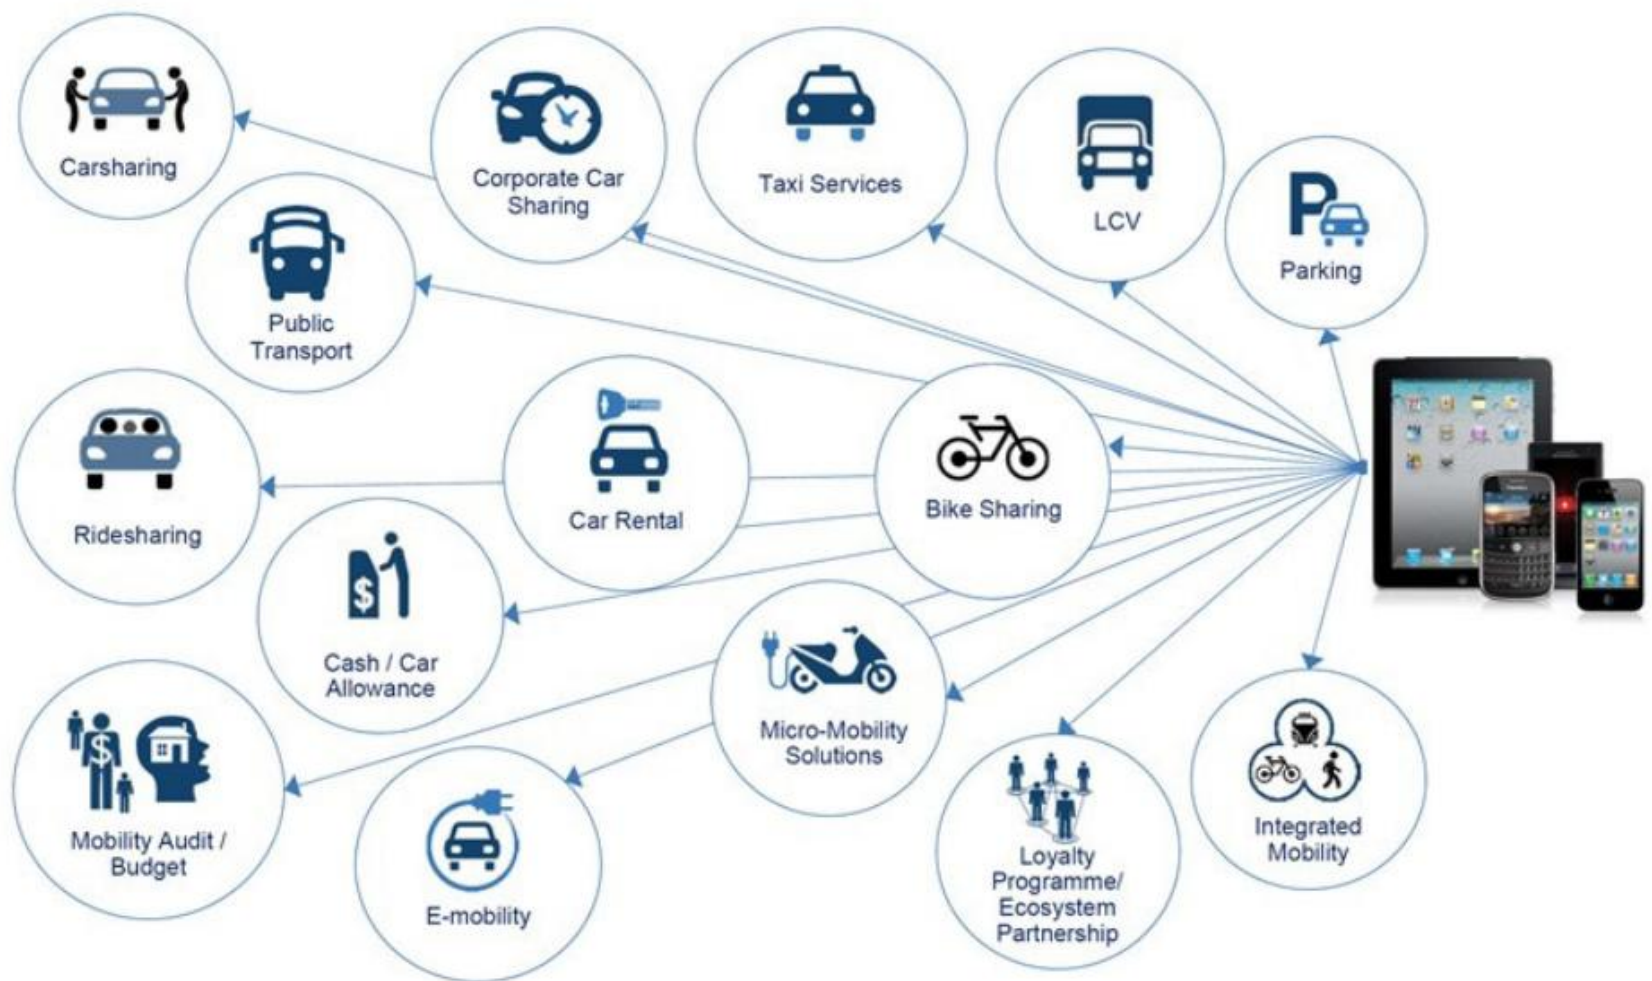 Carsharing
Corporate Car
Sharing
Taxi Services
LCV
P
Parking
Public
Transport
Ridesharing
Car Rental
Bike Sharing
$
Cash / Car
Allowance
Micro-Mobility
Solutions
$
Mobility Audit /
Budget
E-mobility
Loyalty
Programme/
Ecosystem
Partnership
Integrated
Mobility